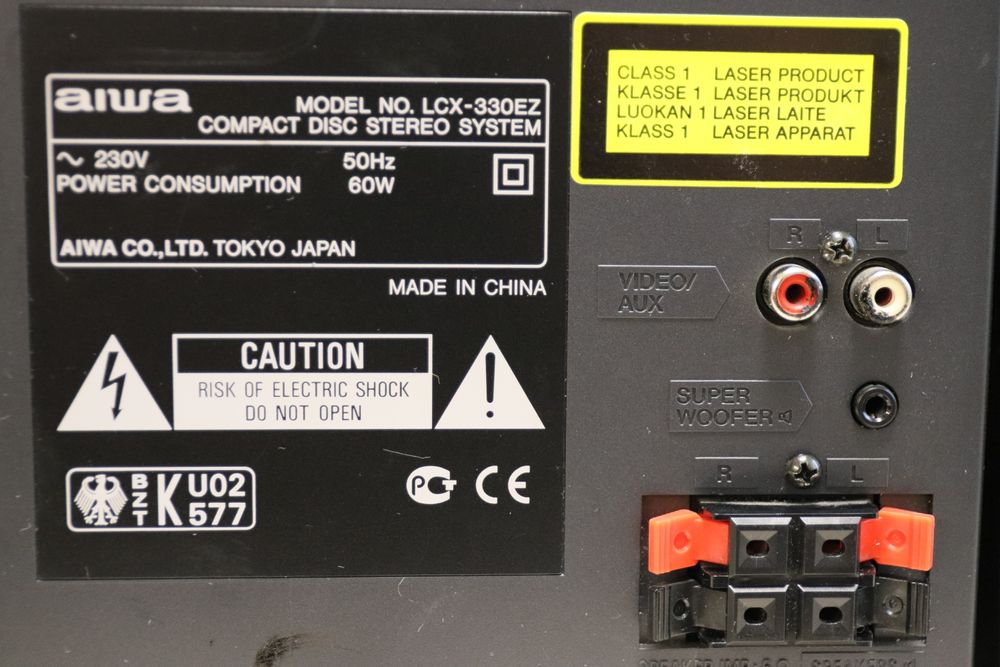 aiwa MODEL NO. LCX-330EZ
COMPACT DISC STEREO SYSTEM
~ 230V 50Hz
POWER CONSUMPTION 60W
AIWA CO.,LTD. TOKYO JAPAN
MADE IN CHINA
CAUTION
RISK OF ELECTRIC SHOCK
DO NOT OPEN
BZT K U02
577
РСТ CE
CLASS 1 LASER PRODUCT
KLASSE 1 LASER PRODUKT
LUOKAN 1 LASER LAITE
KLASS 1 LASER APPARAT
R L
VIDEO/
AUX
SUPER
WOOFER
R L